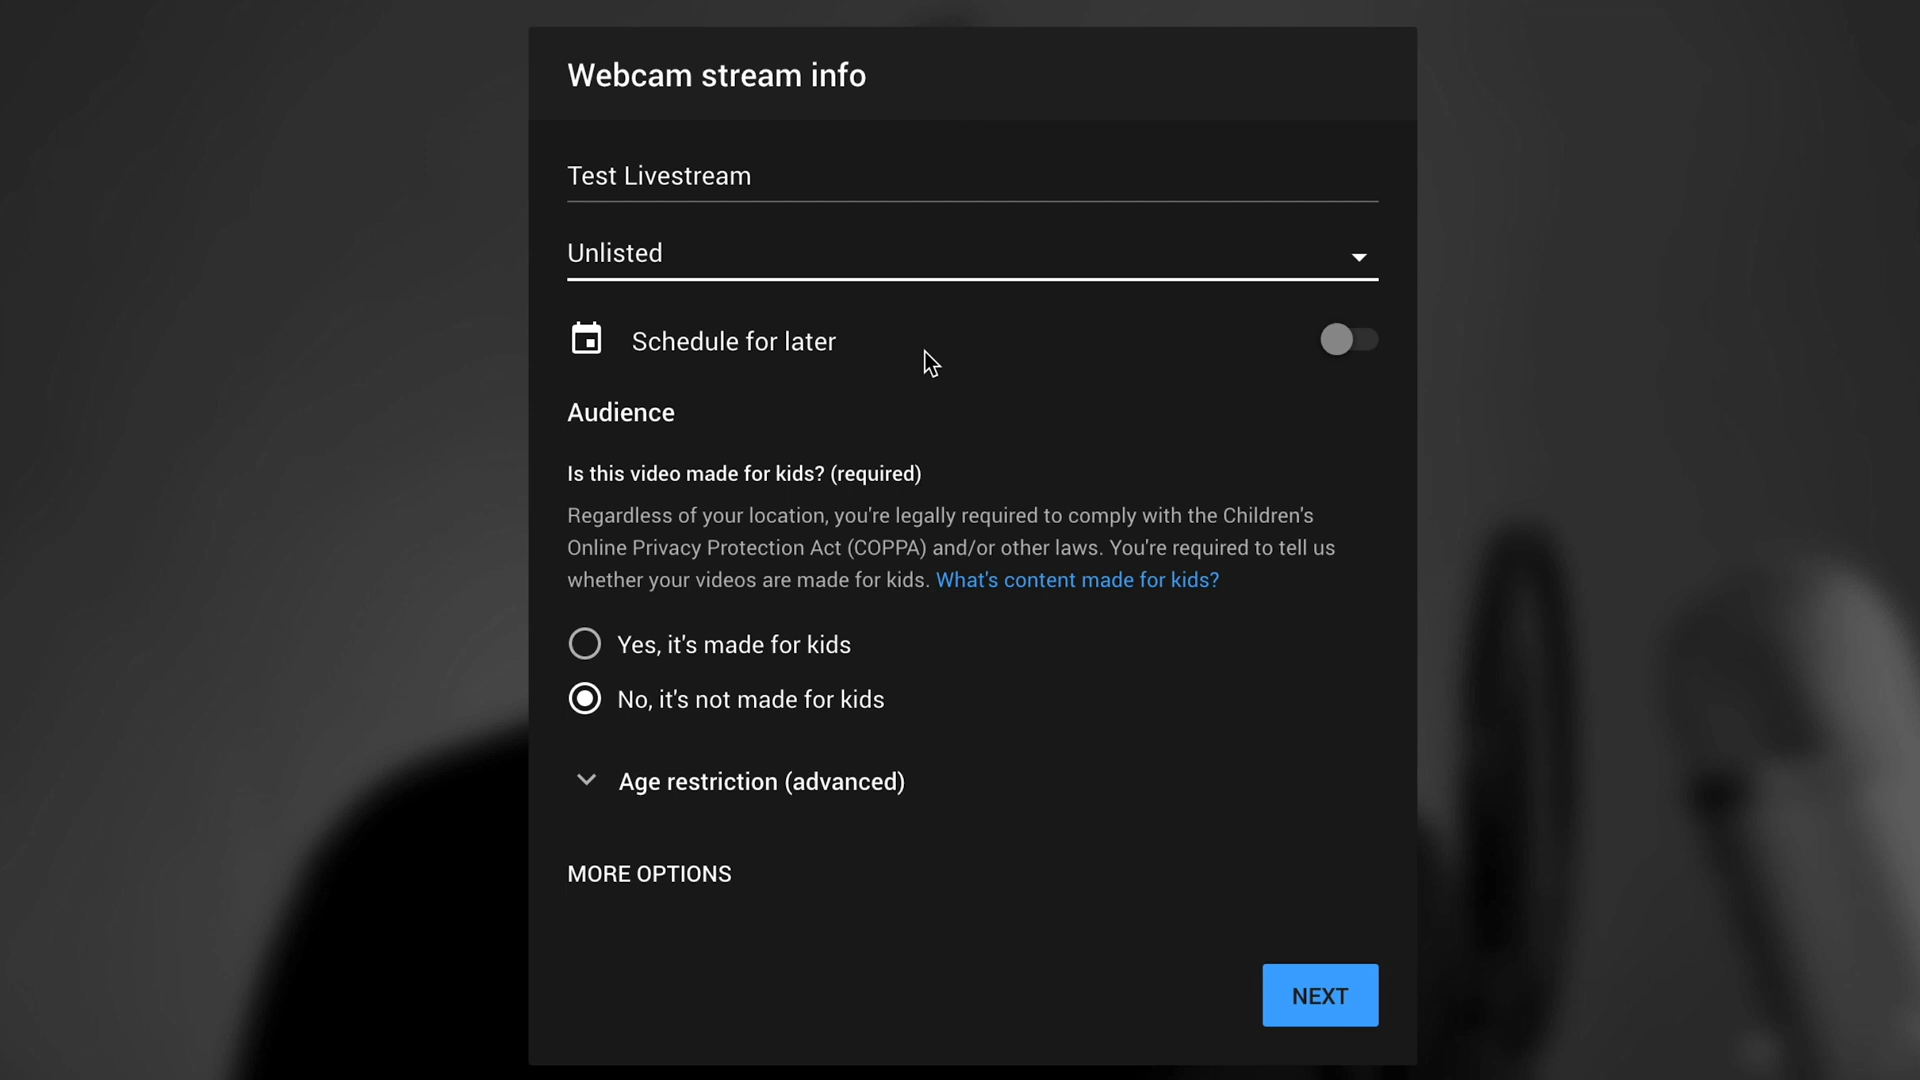 Webcam stream info
Test Livestream
Unlisted
Schedule for later
Audience
Is this video made for kids? (required)
Regardless of your location, you're legally required to comply with the Children's
Online Privacy Protection Act (COPPA) and/or other laws. You're required to tell us
whether your videos are made for kids. What's content made for kids?
Yes, it's made for kids
No, it's not made for kids
Age restriction (advanced)
MORE OPTIONS
NEXT